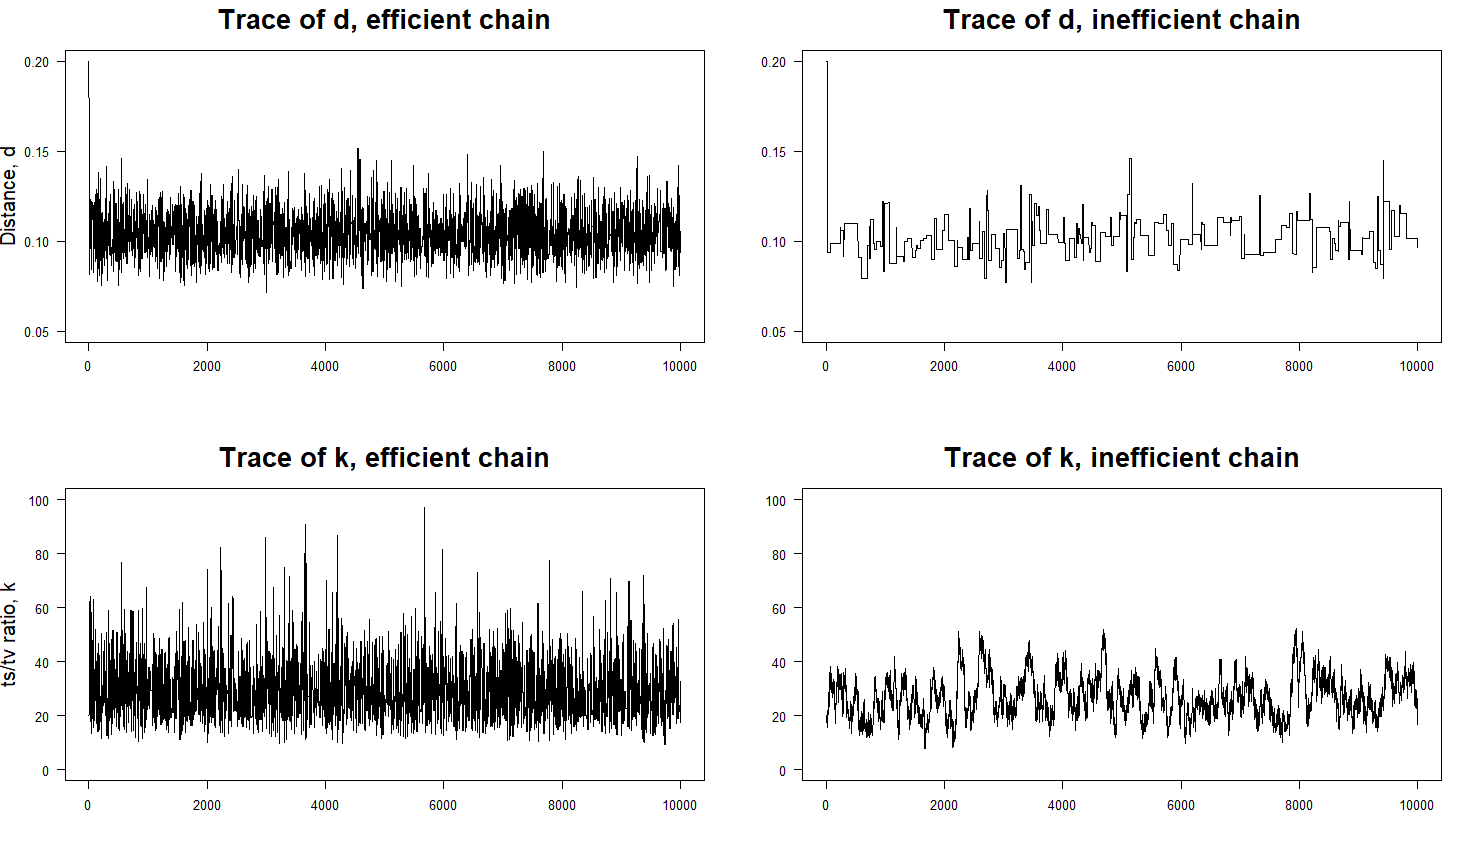 Trace of d, efficient chain
Distance, d
0.20
0.15
0.10
0.05
0 2000 4000 6000 8000 10000
Trace of d, inefficient chain
0.20
0.15
0.10
0.05
0 2000 4000 6000 8000 10000
Trace of k, efficient chain
ts/tv ratio, k
100
80
60
40
20
0
0 2000 4000 6000 8000 10000
Trace of k, inefficient chain
100
80
60
40
20
0
0 2000 4000 6000 8000 10000